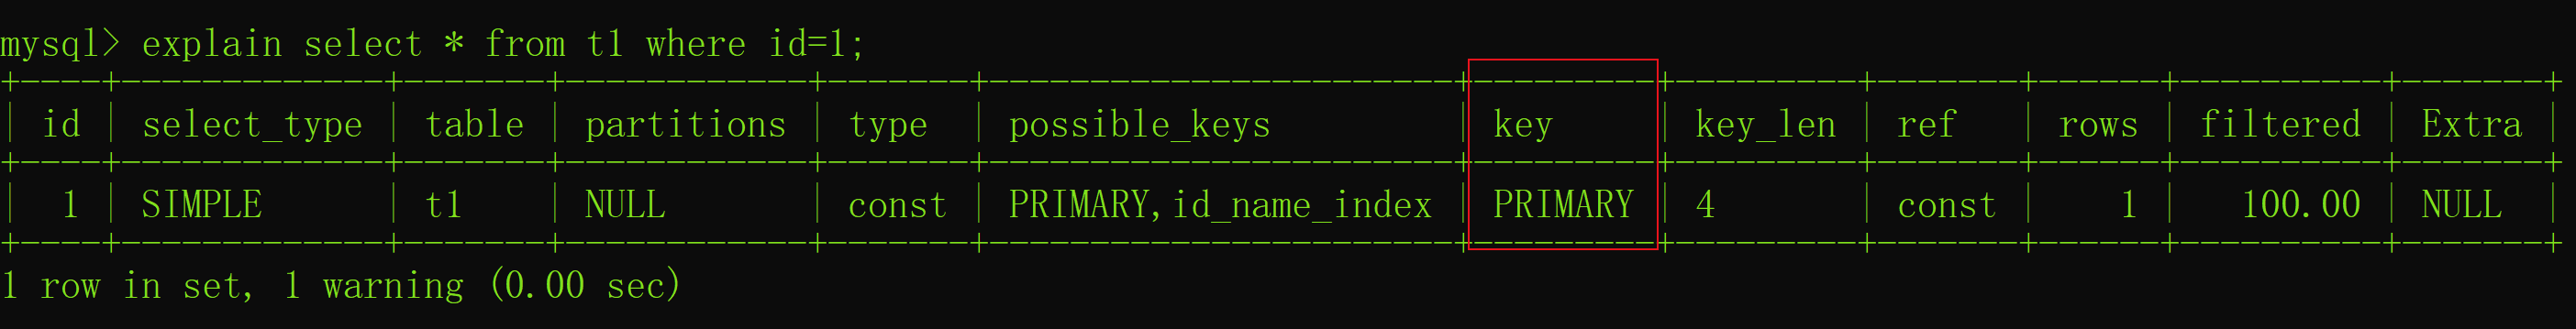 mysql> explain select * from t1 where id=1;
+----+-------------+-------+------------+-------+-----------------------+---------+---------+-------+------+----------+-------+
| id | select_type | table | partitions | type  | possible_keys         | key     | key_len | ref   | rows | filtered | Extra |
+----+-------------+-------+------------+-------+-----------------------+---------+---------+-------+------+----------+-------+
|  1 | SIMPLE      | t1    | NULL       | const | PRIMARY,id_name_index | PRIMARY | 4       | const |    1 |   100.00 | NULL  |
+----+-------------+-------+------------+-------+-----------------------+---------+---------+-------+------+----------+-------+
1 row in set, 1 warning (0.00 sec)